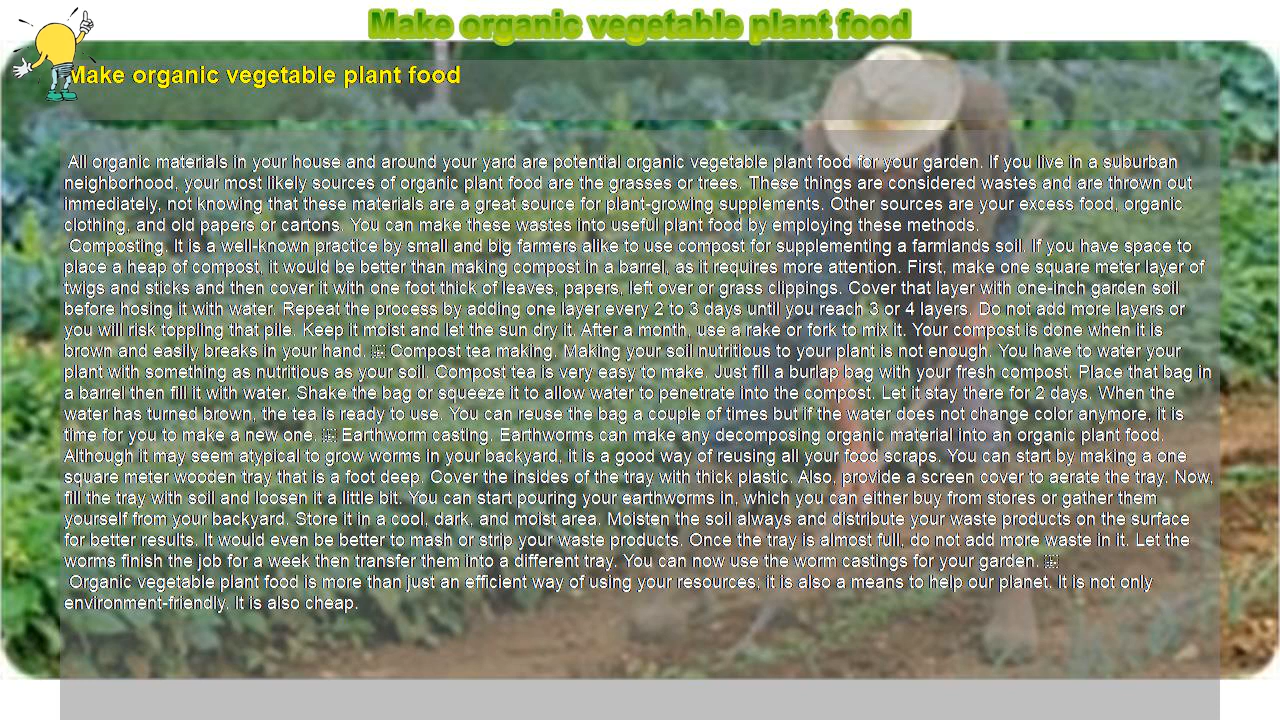 Make organic vegetable plant food
Make organic vegetable plant food
All organic materials in your house and around your yard are potential organic vegetable plant food for your garden. If you live in a suburban
neighborhood, your most likely sources of organic plant food are the grasses or trees. These things are considered wastes and are thrown out
immediately, not knowing that these materials are a great source for plant-growing supplements. Other sources are your excess food, organic
clothing, and old papers or cartons. You can make these wastes into useful plant food by employing these methods.
Composting. It is a well-known practice by small and big farmers alike to use compost for supplementing a farmlands soil. If you have space to
place a heap of compost, it would be better than making compost in a barrel, as it requires more attention. First, make one square meter layer of
twigs and sticks and then cover it with one foot thick of leaves, papers, left over or grass clippings. Cover that layer with one-inch garden soil
before hosing it with water. Repeat the process by adding one layer every 2 to 3 days until you reach 3 or 4 layers. Do not add more layers or
you will risk toppling that pile. Keep it moist and let the sun dry it. After a month, use a rake or fork to mix it. Your compost is done when it is
brown and easily breaks in your hand. Compost tea making. Making your soil nutritious to your plant is not enough. You have to water your
plant with something as nutritious as your soil. Compost tea is very easy to make. Just fill a burlap bag with your fresh compost. Place that bag in
a barrel then fill it with water. Shake the bag or squeeze it to allow water to penetrate into the compost. Let it stay there for 2 days. When the
water has turned brown, the tea is ready to use. You can reuse the bag a couple of times but if the water does not change color anymore, it is
time for you to make a new one. Earthworm casting. Earthworms can make any decomposing organic material into an organic plant food.
Although it may seem atypical to grow worms in your backyard, it is a good way of reusing all your food scraps. You can start by making a one
square meter wooden tray that is a foot deep. Cover the insides of the tray with thick plastic. Also, provide a screen cover to aerate the tray. Now,
fill the tray with soil and loosen it a little bit. You can start pouring your earthworms in, which you can either buy from stores or gather them
yourself from your backyard. Store it in a cool, dark, and moist area. Moisten the soil always and distribute your waste products on the surface
for better results. It would even be better to mash or strip your waste products. Once the tray is almost full, do not add more waste in it. Let the
worms finish the job for a week then transfer them into a different tray. You can now use the worm castings for your garden.
Organic vegetable plant food is more than just an efficient way of using your resources; it is also a means to help our planet. It is not only
environment-friendly. It is also cheap.